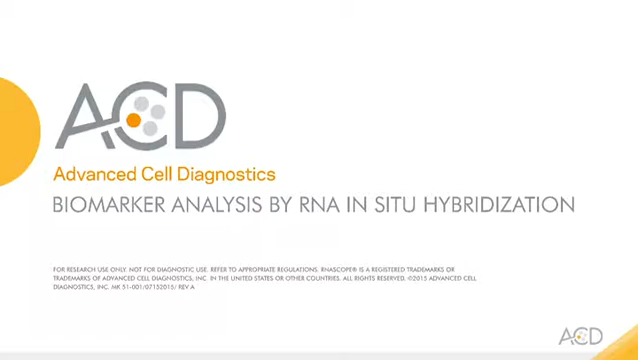 ACD
Advanced Cell Diagnostics
BIOMARKER ANALYSIS BY RNA IN SITU HYBRIDIZATION
FOR RESEARCH USE ONLY. NOT FOR DIAGNOSTIC USE. REFER TO APPROPRIATE REGULATIONS. RNASCOPE® IS A REGISTERED TRADEMARKS OR
TRADEMARKS OF ADVANCED CELL DIAGNOSTICS, INC IN THE UNITED STATES OR OTHER COUNTRIES. ALL RIGHTS RESERVED. ©2015 ADVANCED CELL
DIAGNOSTICS, INC. MK 51-001/07152015/ REV A
ACD